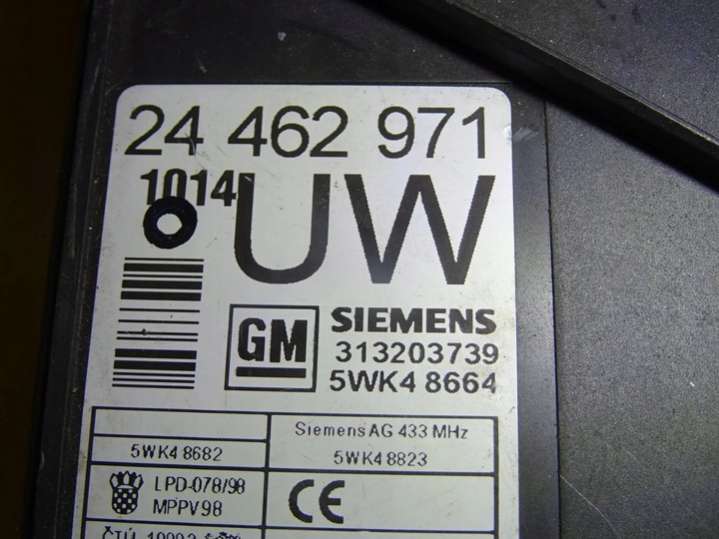 24 462 971
1014
UW
GM
SIEMENS
313203739
5WK4 8664
Siemens AG 433 MHz
5WK4 8682
5WK4 8823
LPD-078/98
MPPV98
CE
ČTÚ